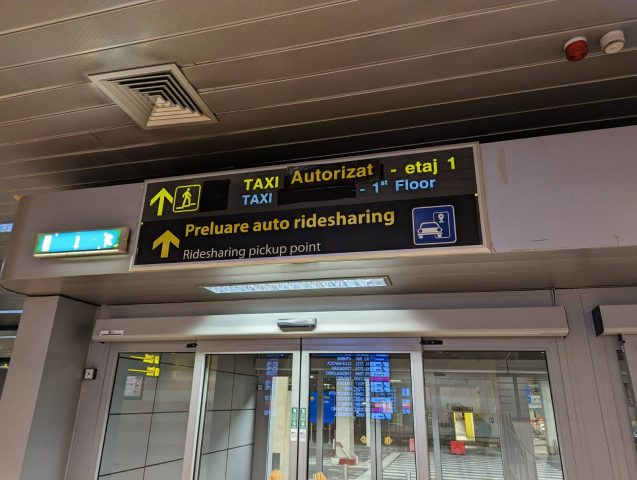 TAXI Autorizat - etaj 1
TAXI - 1st Floor
Preluare auto ridesharing
Ridesharing pickup point